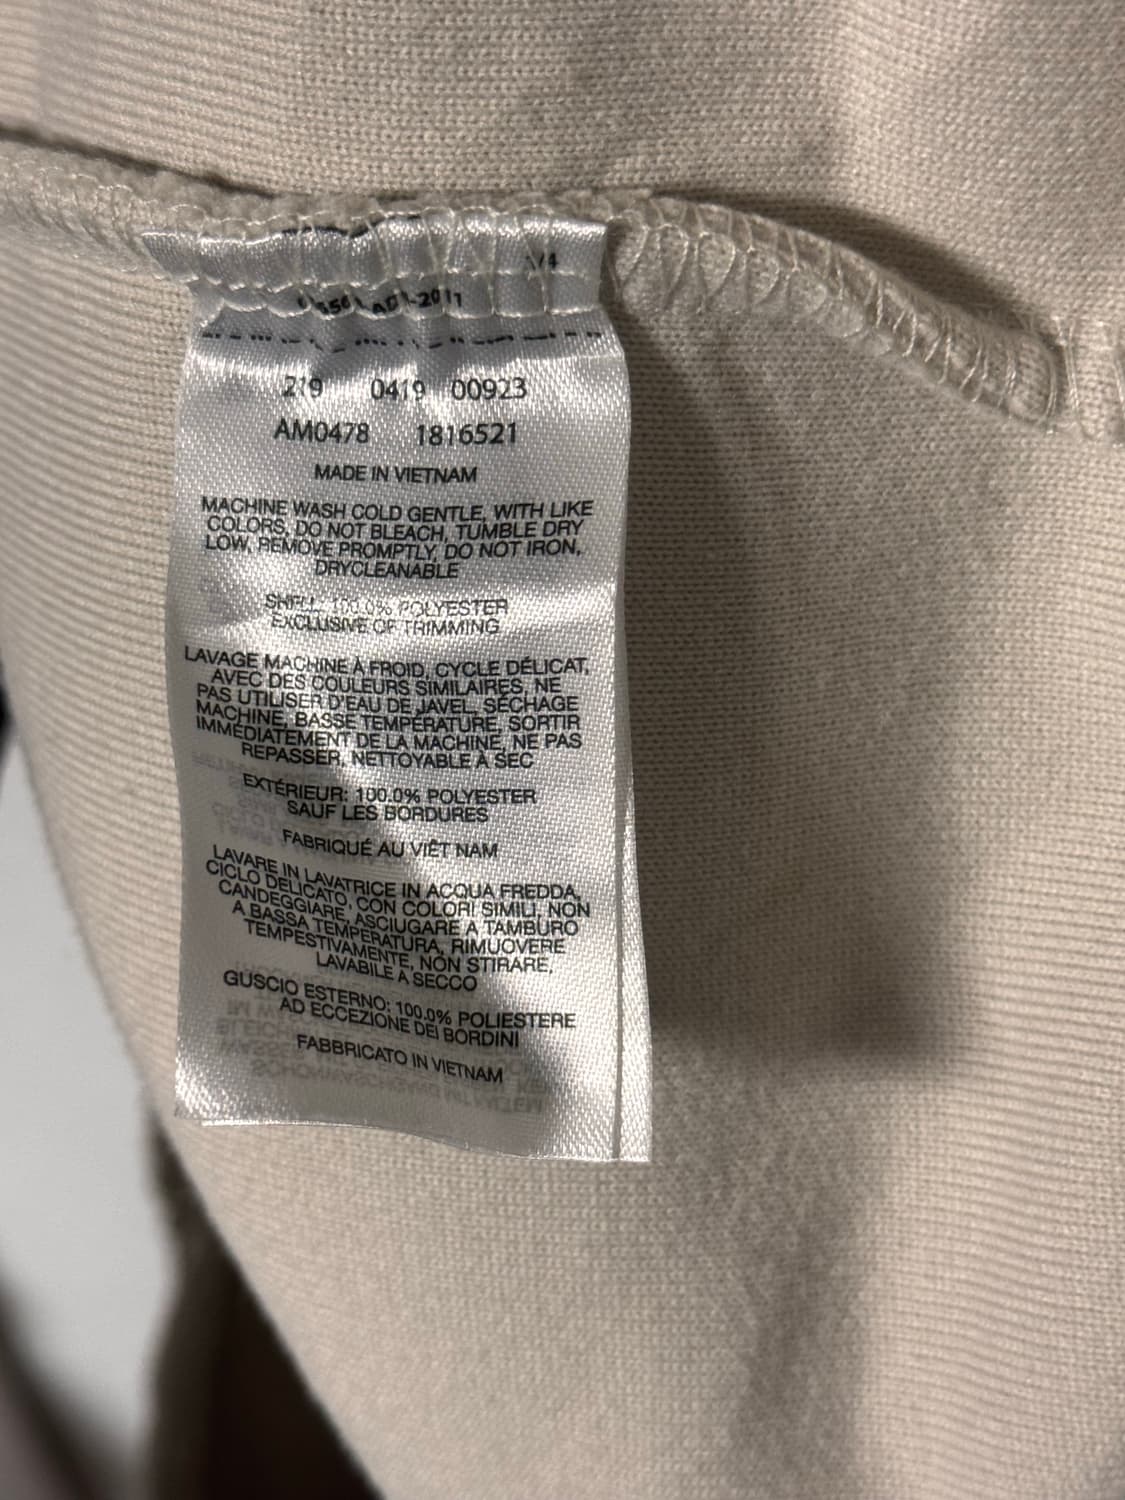 219 0419 00923
AM0478 1816521
MADE IN VIETNAM
MACHINE WASH COLD GENTLE, WITH LIKE
COLORS, DO NOT BLEACH, TUMBLE DRY
LOW, REMOVE PROMPTLY, DO NOT IRON,
DRYCLEANABLE
SHELL: 100.0% POLYESTER
EXCLUSIVE OF TRIMMING
LAVAGE MACHINE À FROID, CYCLE DÉLICAT,
AVEC DES COULEURS SIMILAIRES, NE
PAS UTILISER D'EAU DE JAVEL, SÉCHAGE
MACHINE, BASSE TEMPÉRATURE, SORTIR
IMMÉDIATEMENT DE LA MACHINE, NE PAS
REPASSER, NETTOYABLE À SEC
EXTÉRIEUR: 100.0% POLYESTER
SAUF LES BORDURES
FABRIQUÉ AU VIÊT NAM
LAVARE IN LAVATRICE IN ACQUA FREDDA,
CICLO DELICATO, CON COLORI SIMILI, NON
CANDEGGIARE, ASCIUGARE A TAMBURO
A BASSA TEMPERATURA, RIMUOVERE
TEMPESTIVAMENTE, NON STIRARE,
LAVABILE A SECCO
GUSCIO ESTERNO: 100.0% POLIESTERE
AD ECCEZIONE DEI BORDINI
FABBRICATO IN VIETNAM